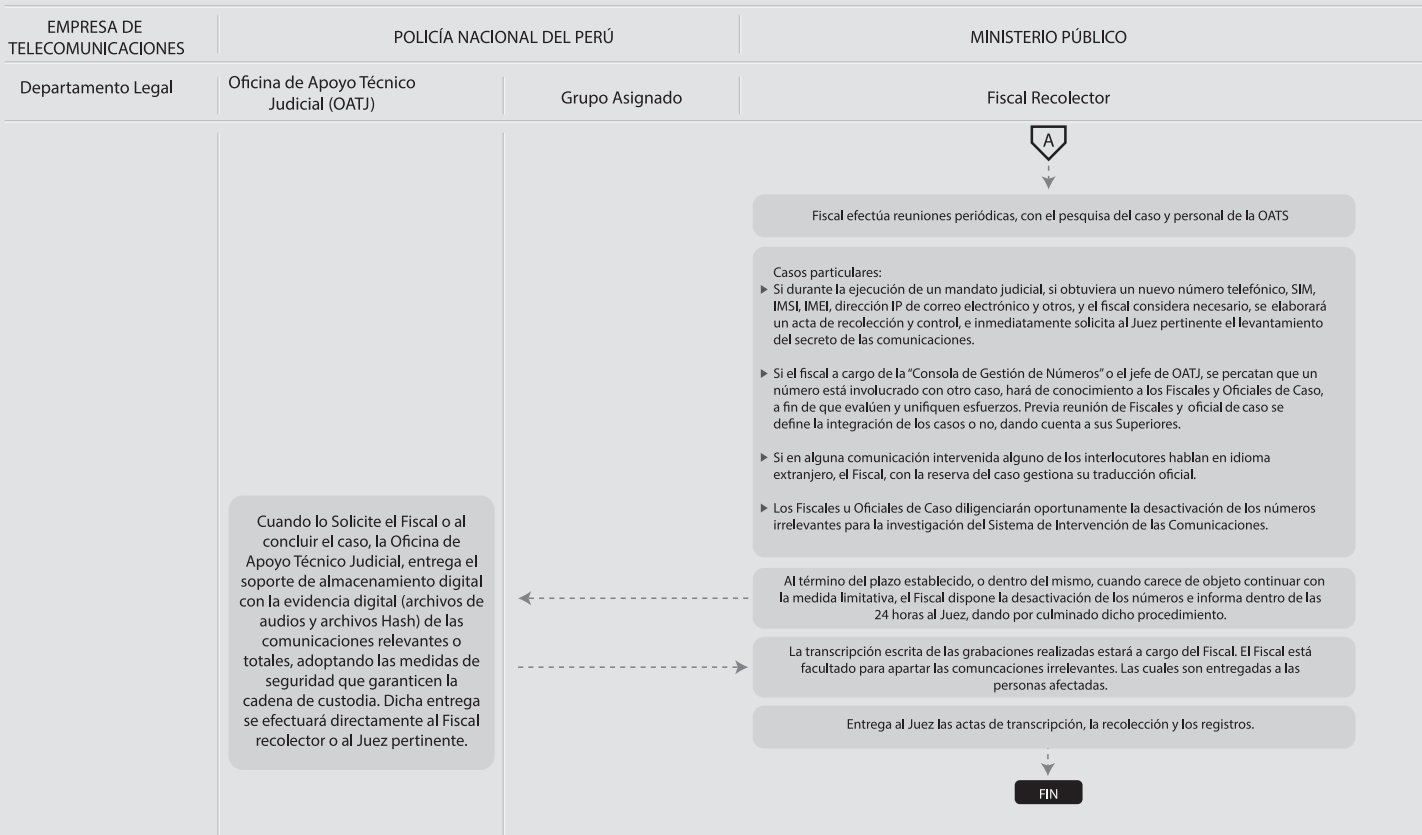 EMPRESA DE
TELECOMUNICACIONES
POLICÍA NACIONAL DEL PERÚ
MINISTERIO PÚBLICO
Departamento Legal
Oficina de Apoyo Técnico
Judicial (OATJ)
Grupo Asignado
Fiscal Recolector
A
Fiscal efectúa reuniones periódicas, con el pesquisa del caso y personal de la OATS
Casos particulares:
Si durante la ejecución de un mandato judicial, si obtuviera un nuevo número telefónico, SIM,
IMSI, IMEI, dirección IP de correo electrónico y otros, y el fiscal considera necesario, se elaborará
un acta de recolección y control, e inmediatamente solicita al Juez pertinente el levantamiento
del secreto de las comunicaciones.
Si el fiscal a cargo de la "Consola de Gestión de Números" o el jefe de OATJ, se percatan que un
número está involucrado con otro caso, hará de conocimiento a los Fiscales y Oficiales de Caso,
a fin de que evalúen y unifiquen esfuerzos. Previa reunión de Fiscales y oficial de caso se
define la integración de los casos o no, dando cuenta a sus Superiores.
Si en alguna comunicación intervenida alguno de los interlocutores hablan en idioma
extranjero, el Fiscal, con la reserva del caso gestiona su traducción oficial.
Los Fiscales u Oficiales de Caso diligenciarán oportunamente la desactivación de los números
irrelevantes para la investigación del Sistema de Intervención de las Comunicaciones.
Cuando lo Solicite el Fiscal o al
concluir el caso, la Oficina de
Apoyo Técnico Judicial, entrega el
soporte de almacenamiento digital
con la evidencia digital (archivos de
audios y archivos Hash) de las
comunicaciones relevantes o
totales, adoptando las medidas de
seguridad que garanticen la
cadena de custodia. Dicha entrega
se efectuará directamente al Fiscal
recolector o al Juez pertinente.
Al término del plazo establecido, o dentro del mismo, cuando carece de objeto continuar con
la medida limitativa, el Fiscal dispone la desactivación de los números e informa dentro de las
24 horas al Juez, dando por culminado dicho procedimiento.
La transcripción escrita de las grabaciones realizadas estará a cargo del Fiscal. El Fiscal está
facultado para apartar las comuncaciones irrelevantes. Las cuales son entregadas a las
personas afectadas.
Entrega al Juez las actas de transcripción, la recolección y los registros.
FIN